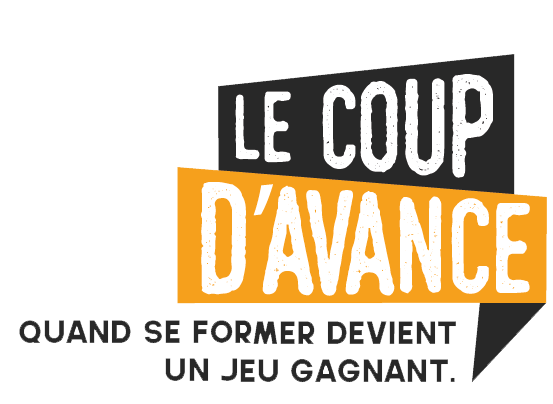 LE COUP
D'AVANCE
QUAND SE FORMER DEVIENT
UN JEU GAGNANT.